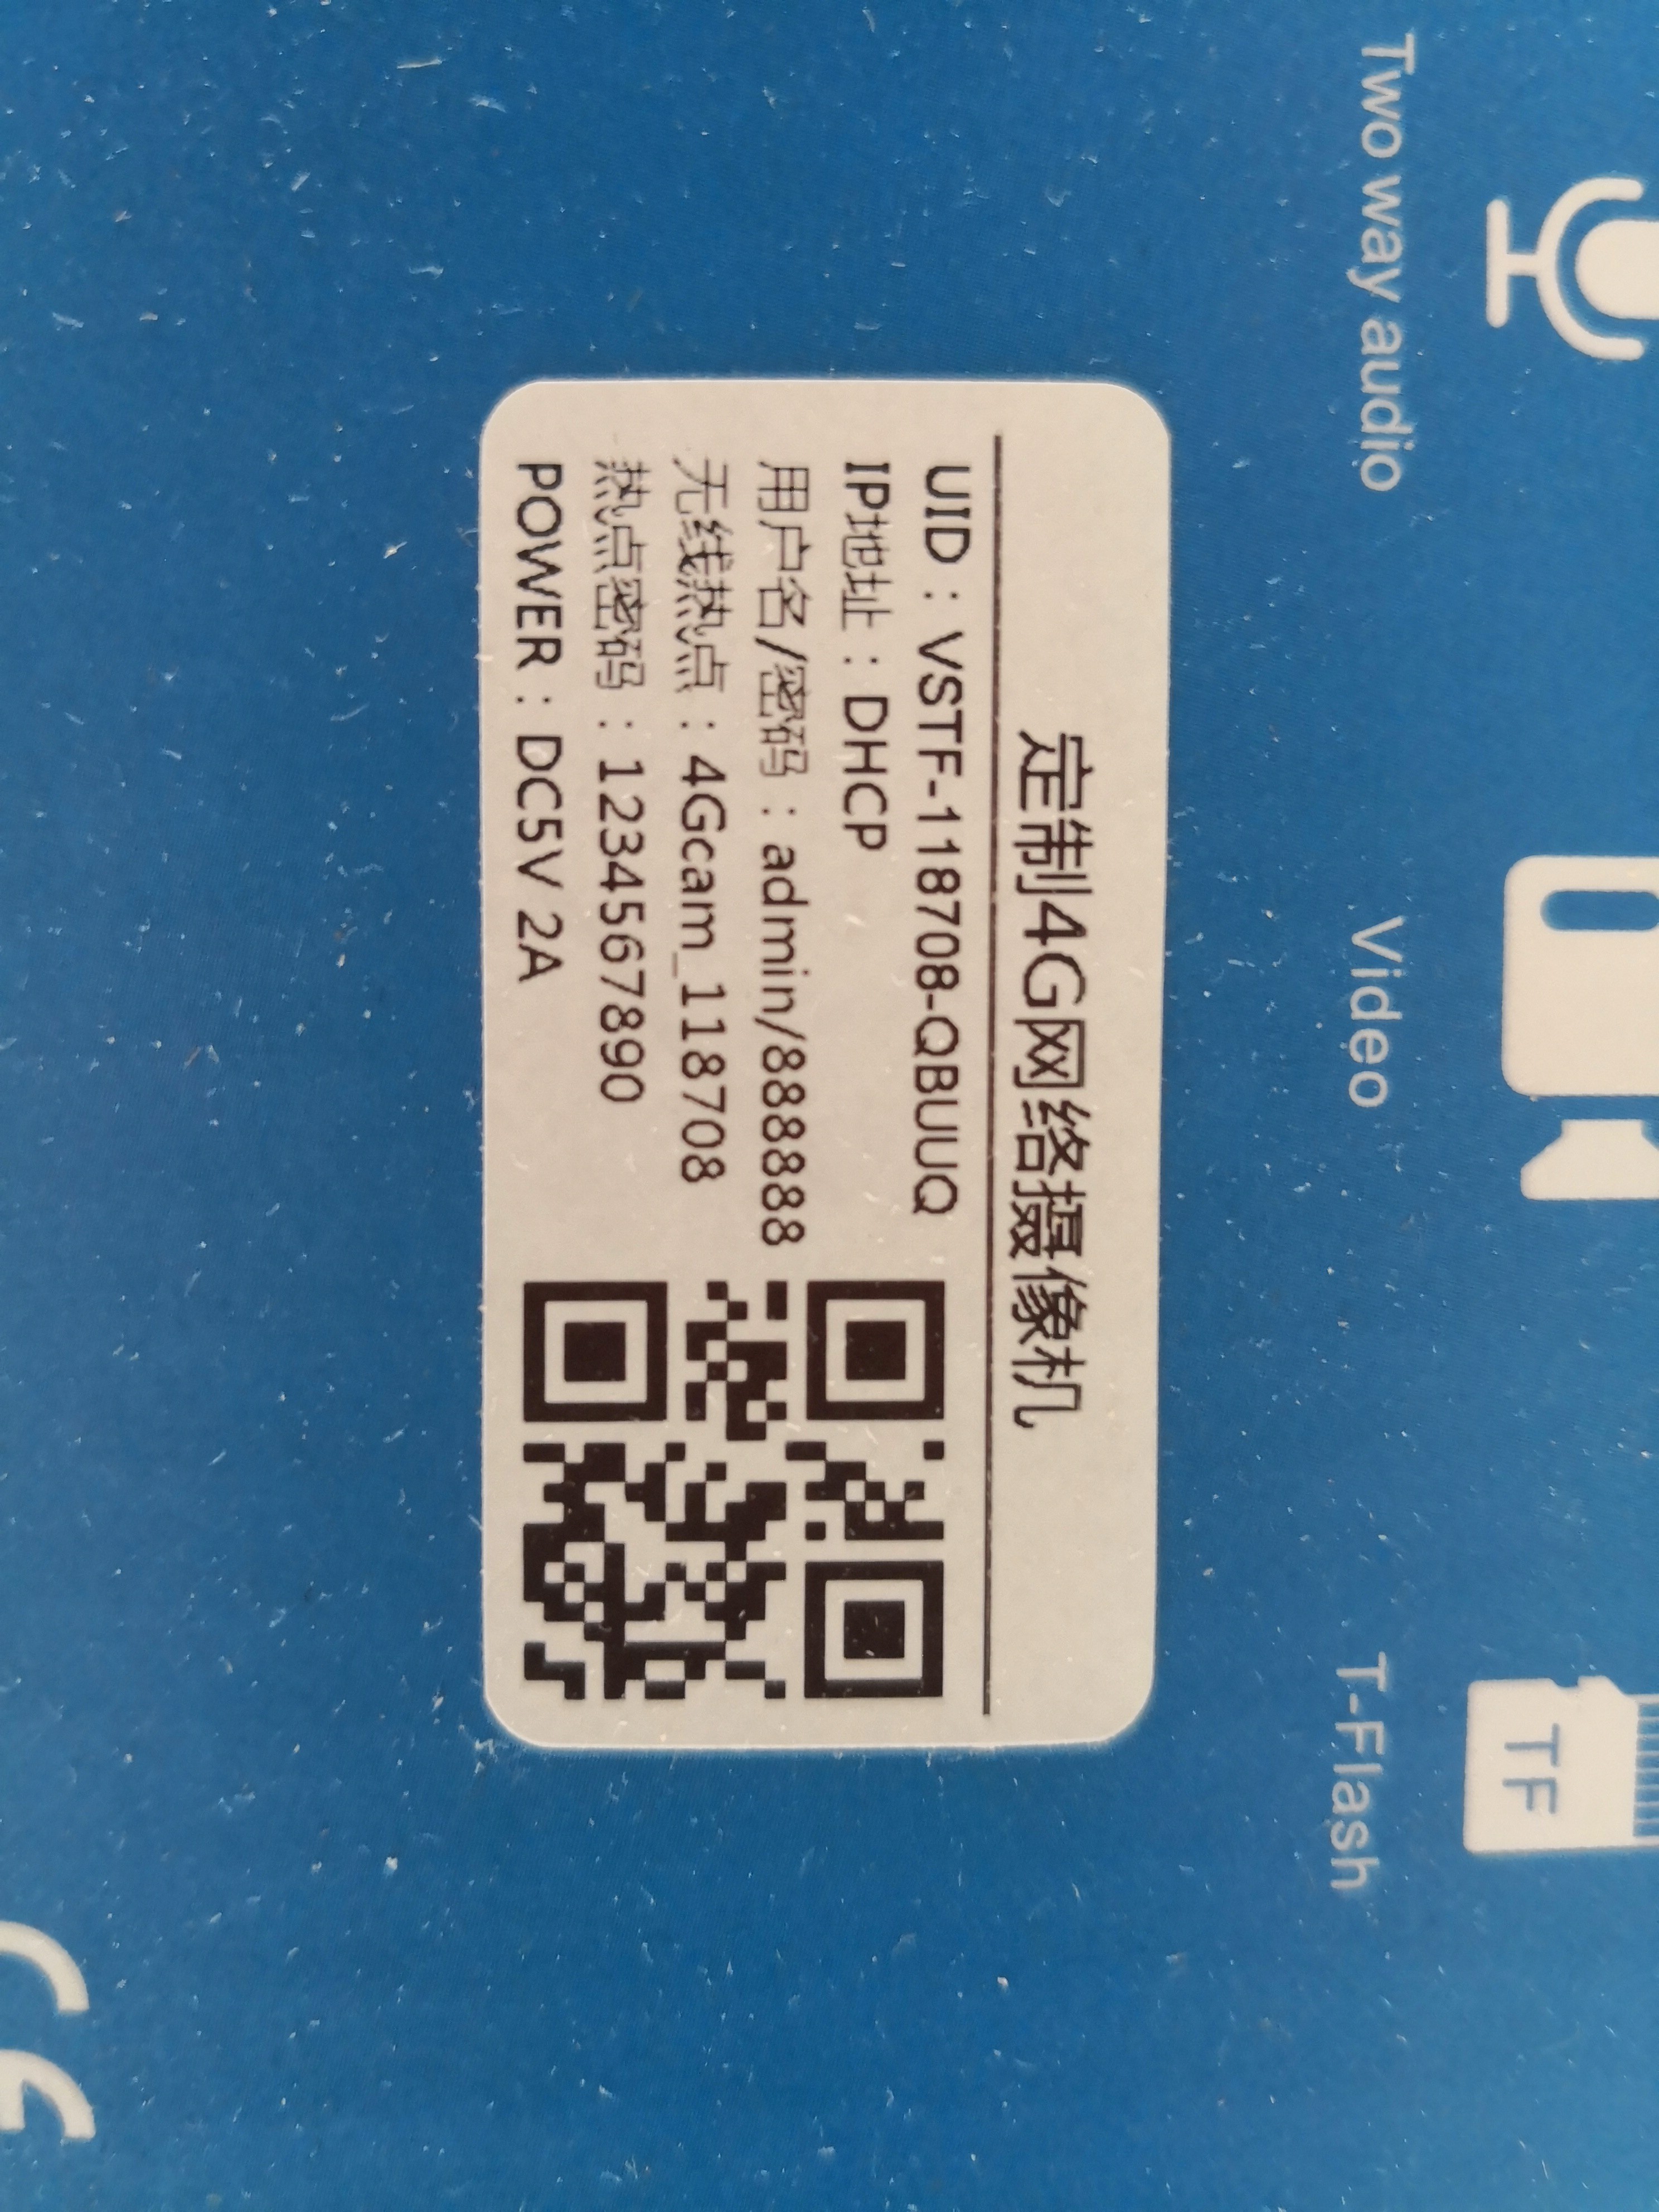 Two way audio
Video
T-Flash
TF
定制4G网络摄像机
UID：VSTF-118708-QBUUQ
IP地址：DHCP
用户名/密码：admin/888888
无线热点：4Gcam_118708
热点密码：1234567890
POWER：DC5V 2A
CE